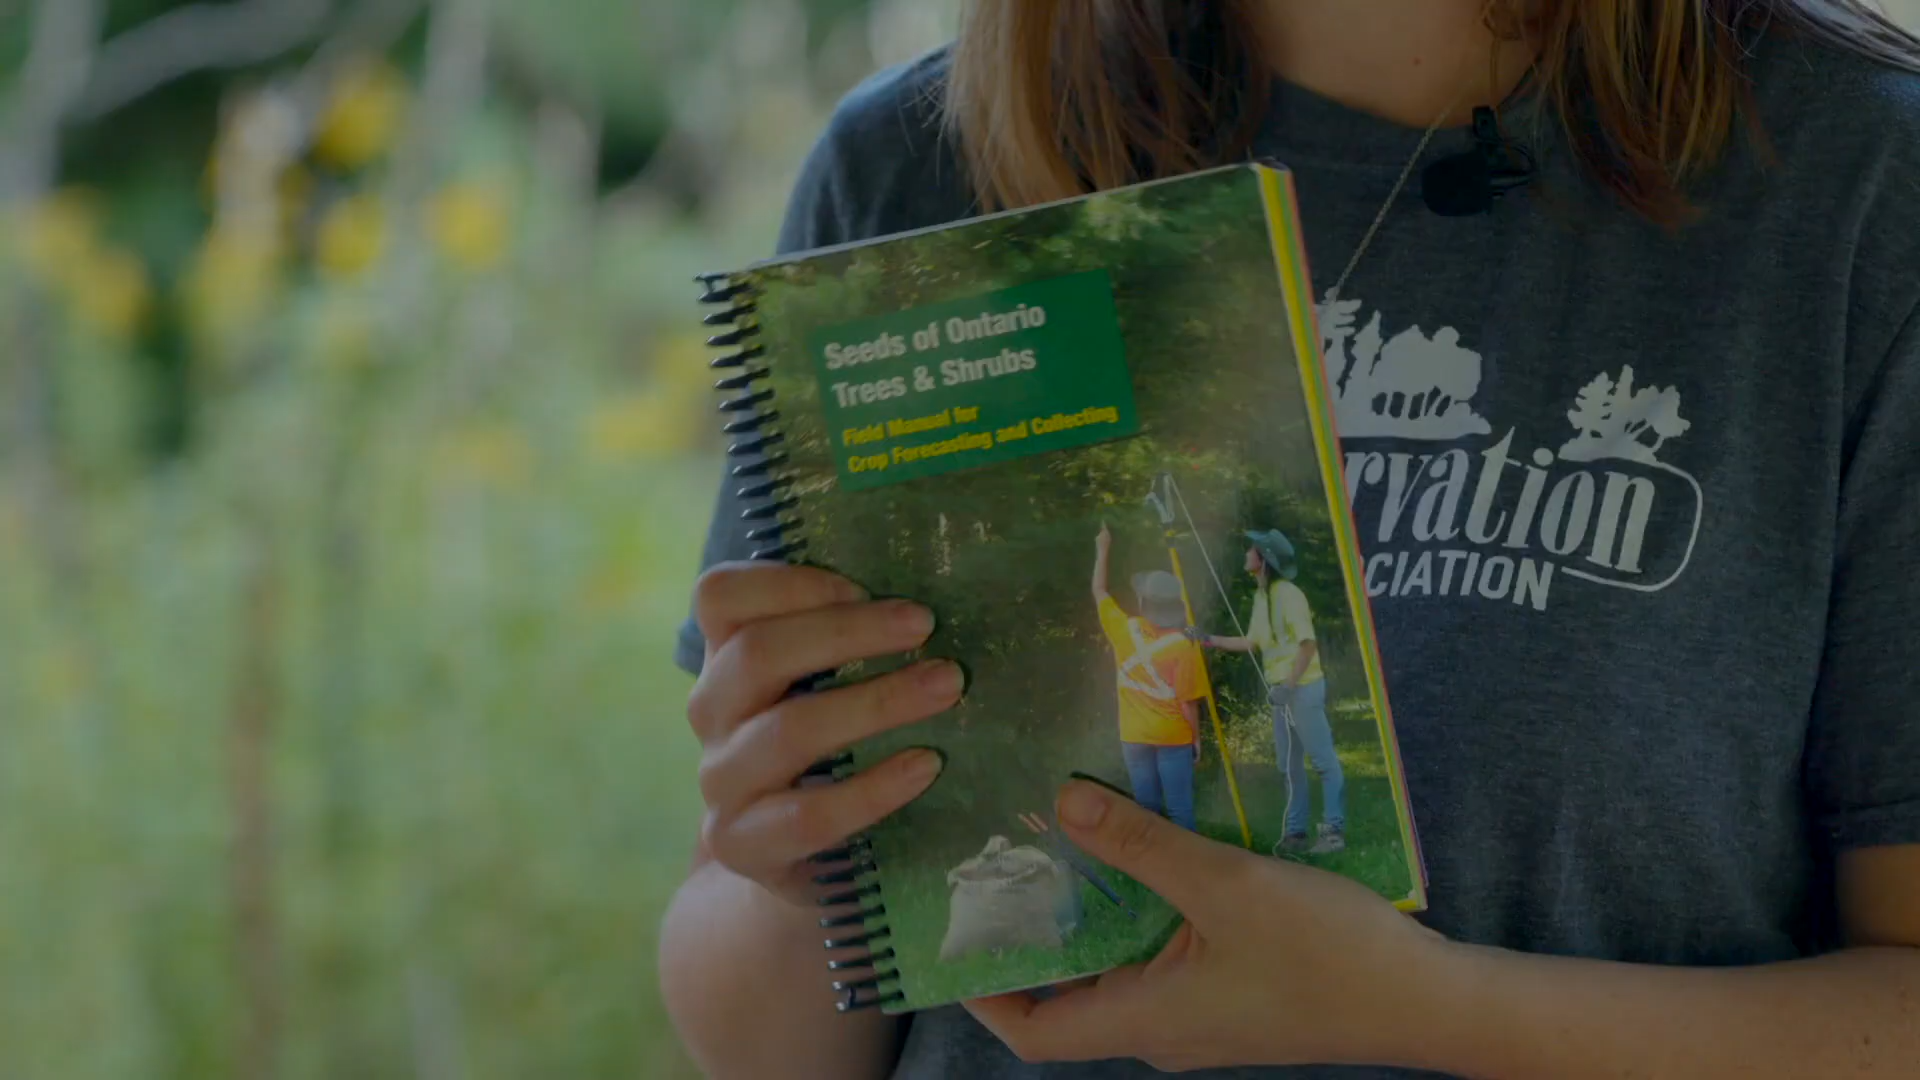 Seeds of Ontario
Trees & Shrubs
Field Manual for
Crop Forecasting and Collecting
rvation
CIATION